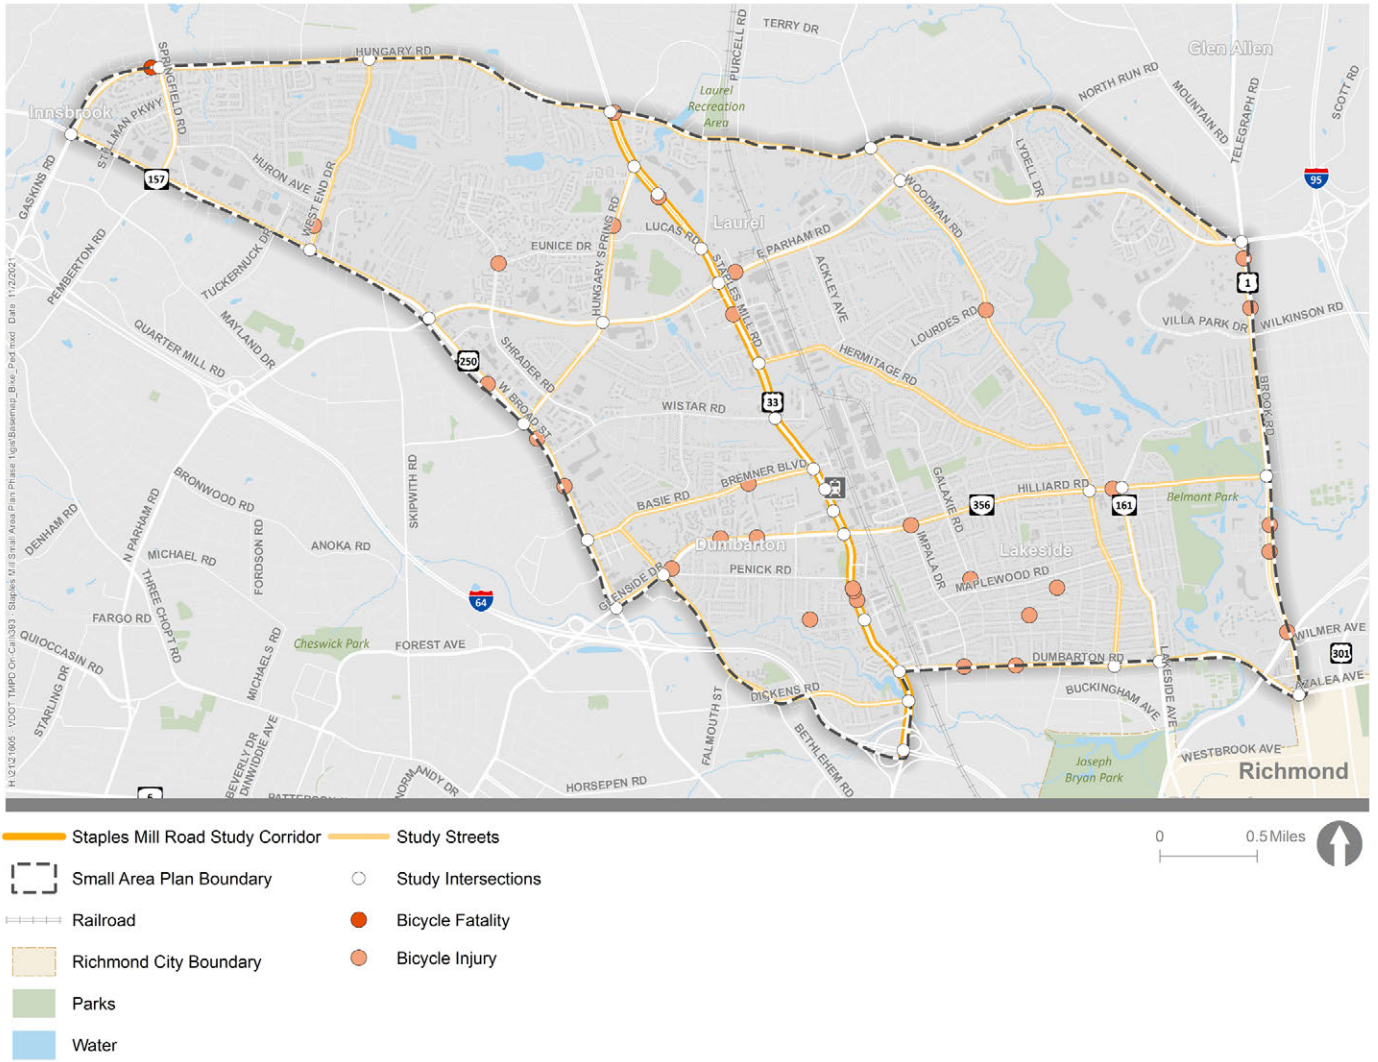 TERRY DR
PURCELL RD
Glen Allen
HUNGARY RD
SPRINGFIELD RD
NORTH RUN RD
MOUNTAIN RD
TELEGRAPH RD
SCOTT RD
Laurel
Recreation
Area
Innsbrook
STILLMAN PKWY
HURON AVE
GASKINS RD
157
WEST END DR
LYDELL DR
95
WOODMAN RD
HUNGARY SPRING RD
LUCAS RD
Laurel
E PARHAM RD
EUNICE DR
PEMBERTON RD
TUCKERNUCK DR
STAPLES MILL RD
ACKLEY AVE
1
LOURDES RD
VILLA PARK DR
WILKINSON RD
MAYLAND DR
QUARTER MILL RD
250
SHRADER RD
HERMITAGE RD
W BROAD ST
WISTAR RD
33
BROOK RD
SKIPWITH RD
BRONWOOD RD
BREMNER BLVD
BASIE RD
GALAXIE RD
HILLIARD RD
356
161
Belmont Park
DENHAM RD
N PARHAM RD
FORDSON RD
ANOKA RD
MICHAEL RD
Dumbarton
IMPALA DR
Lakeside
PENICK RD
MAPLEWOOD RD
GLENSIDE DR
THREE CHOPT RD
64
FARGO RD
QUIOCCASIN RD
MICHAELS RD
Cheswick Park
FOREST AVE
WILMER AVE
301
STARLING DR
DUMBARTON RD
LAKESIDE AVE
AZALEA AVE
DICKENS RD
BUCKINGHAM AVE
FALMOUTH ST
BETHLEHEM RD
BEVERLY DR
DINWIDDIE AVE
NORMANDY DR
HORSEPEN RD
WESTBROOK AVE
Joseph
Bryan Park
Richmond
6
Staples Mill Road Study Corridor
Study Streets
0
0.5 Miles
Small Area Plan Boundary
Study Intersections
Railroad
Bicycle Fatality
Richmond City Boundary
Bicycle Injury
Parks
Water